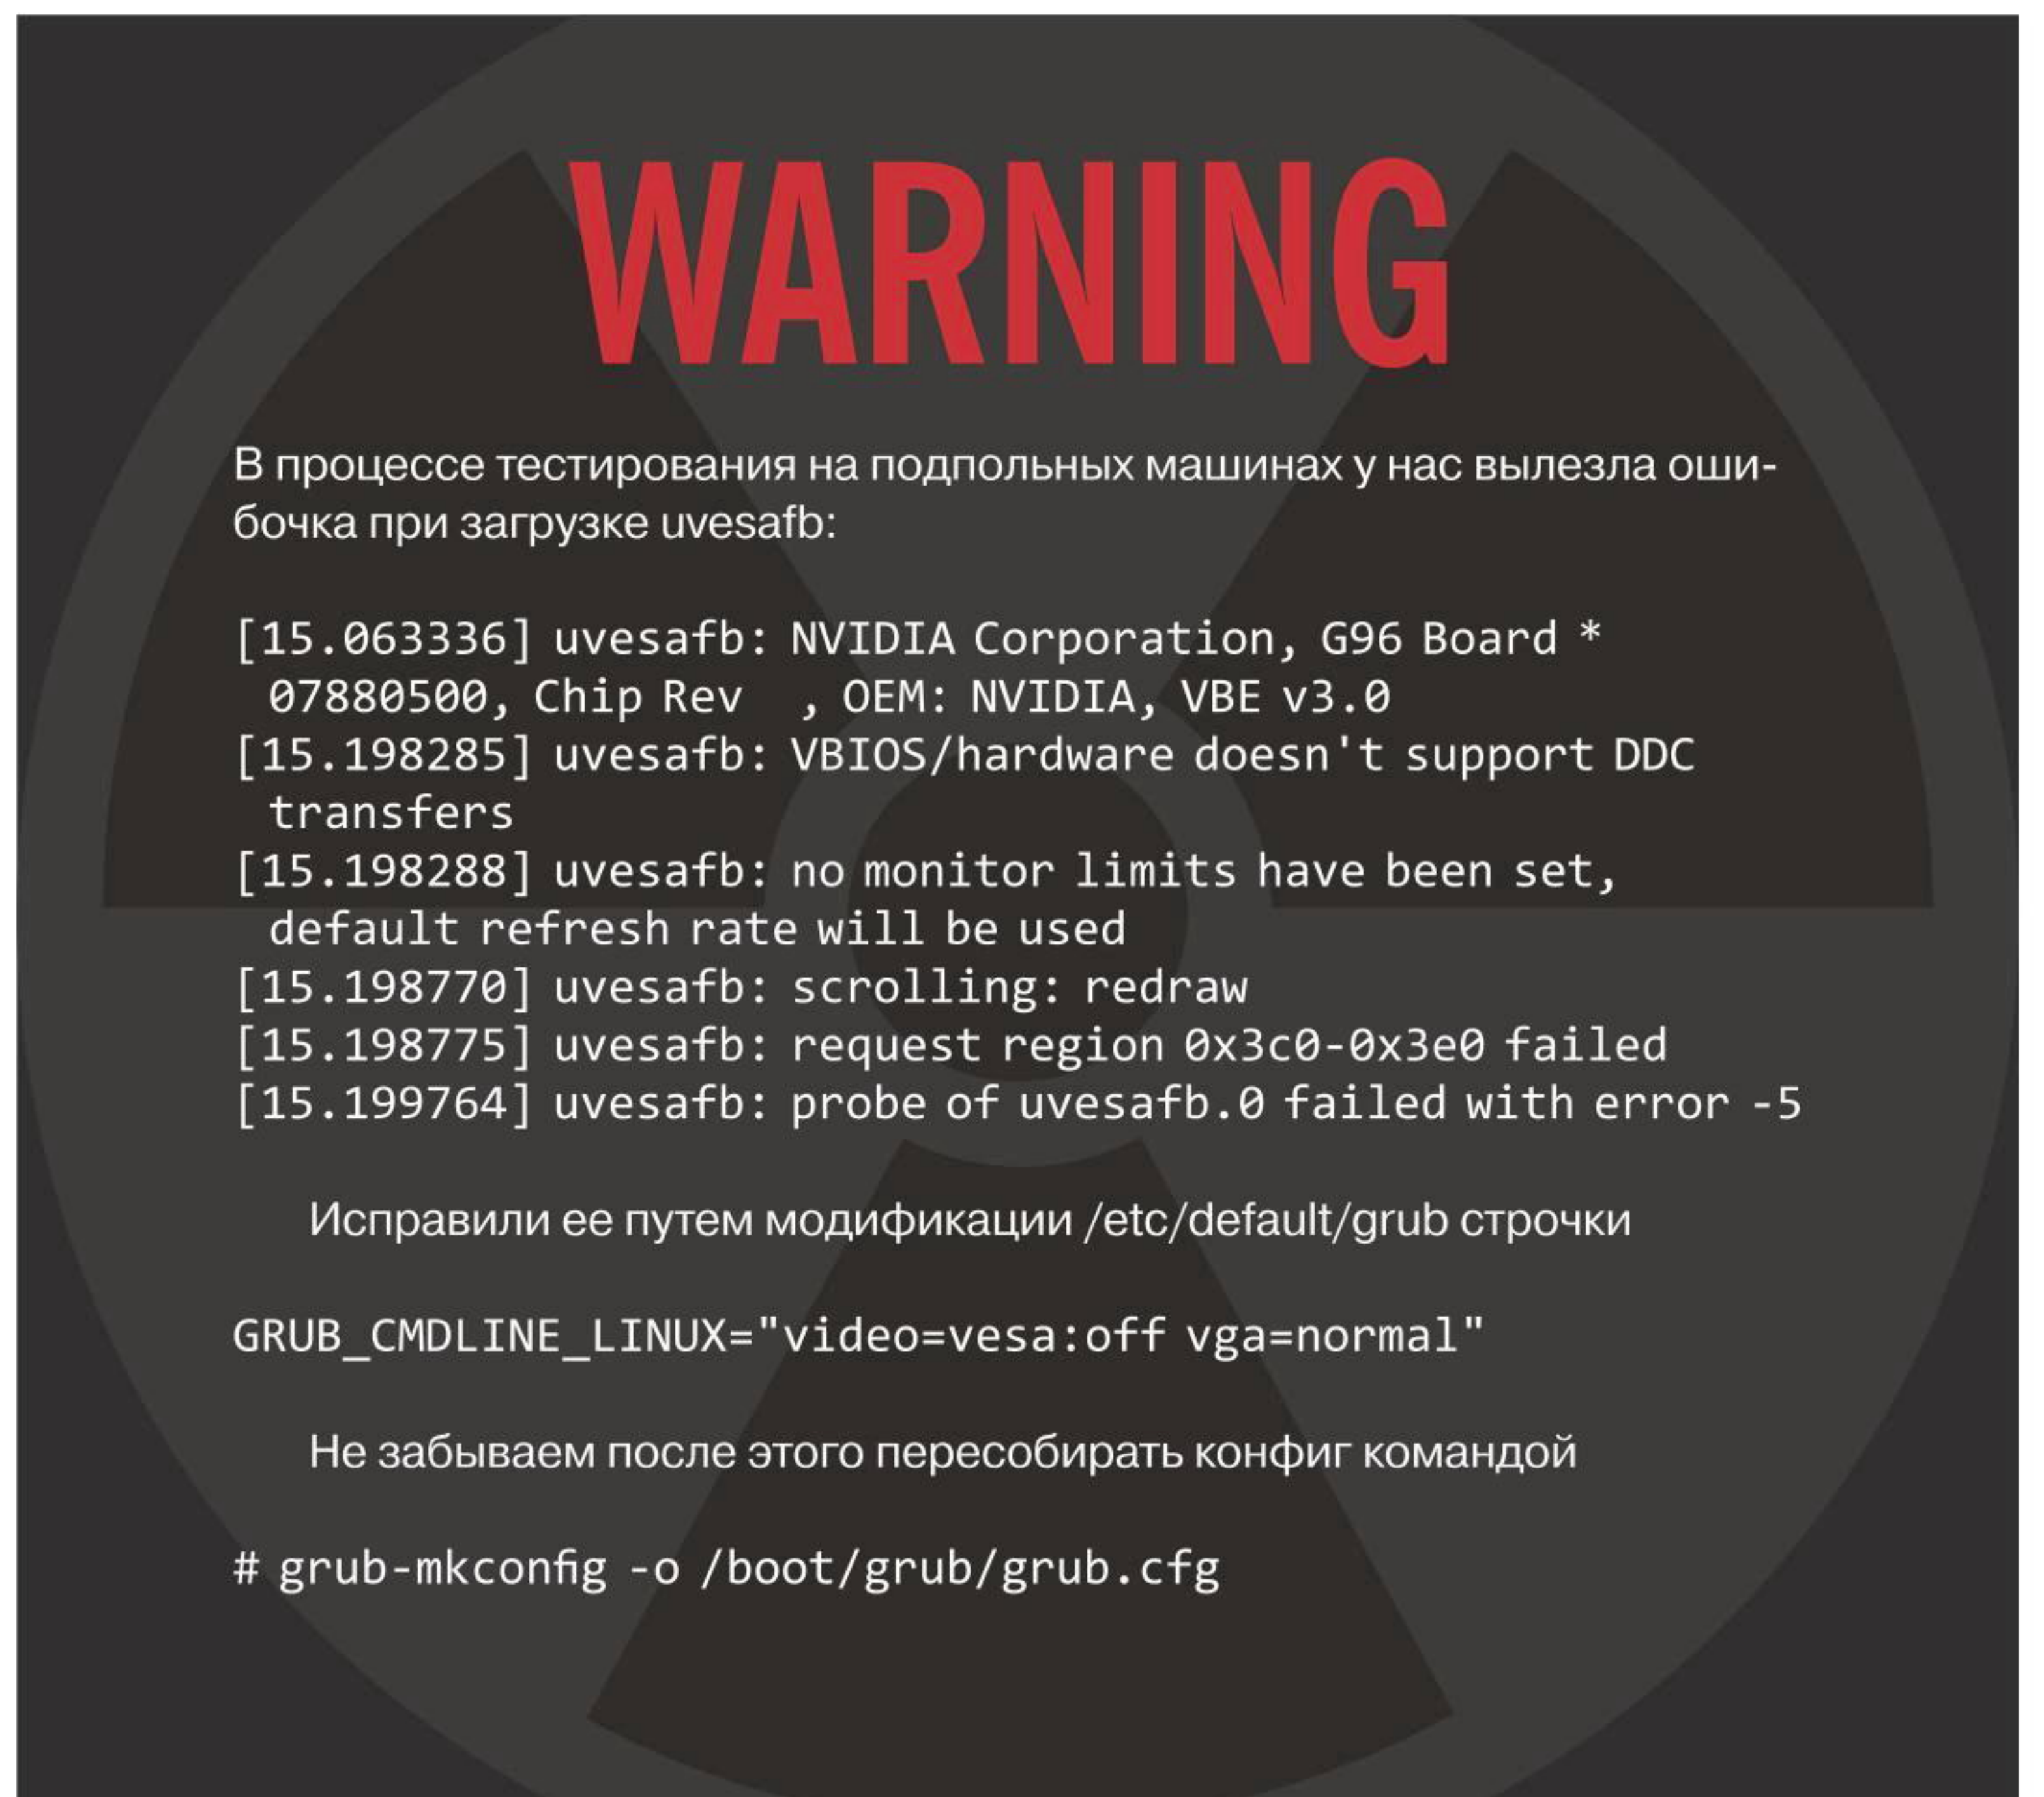 WARNING
В процессе тестирования на подпольных машинах у нас вылезла оши-
бочка при загрузке uvesafb:
[15.063336] uvesafb: NVIDIA Corporation, G96 Board *
07880500, Chip Rev   , OEM: NVIDIA, VBE v3.0
[15.198285] uvesafb: VBIOS/hardware doesn't support DDC
transfers
[15.198288] uvesafb: no monitor limits have been set,
default refresh rate will be used
[15.198770] uvesafb: scrolling: redraw
[15.198775] uvesafb: request region 0x3c0-0x3e0 failed
[15.199764] uvesafb: probe of uvesafb.0 failed with error -5
Исправили ее путем модификации /etc/default/grub строчки
GRUB_CMDLINE_LINUX="video=vesa:off vga=normal"
Не забываем после этого пересобирать конфиг командой
# grub-mkconfig -o /boot/grub/grub.cfg